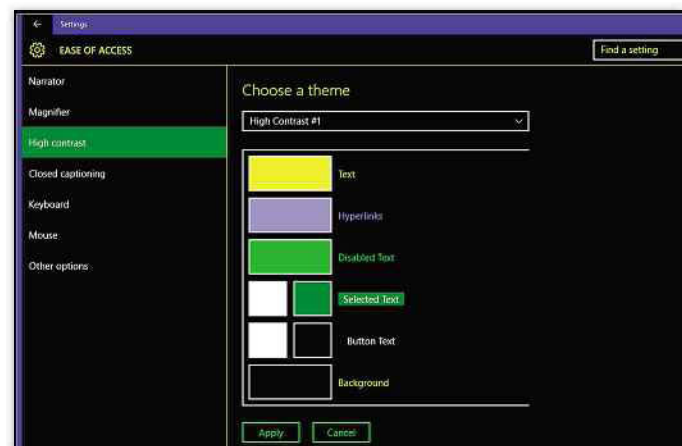 Settings
EASE OF ACCESS
Find a setting
Narrator
Magnifier
High contrast
Closed captioning
Keyboard
Mouse
Other options
Choose a theme
High Contrast #1
Text
Hyperlinks
Disabled Text
Selected Text
Button Text
Background
Apply
Cancel